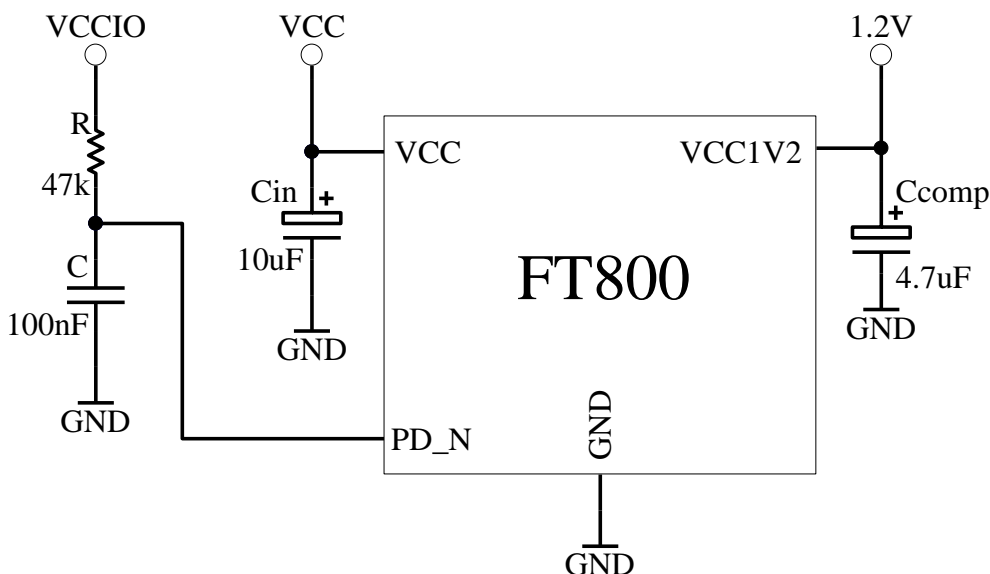 VCCIO
VCC
1.2V
R
47k
C
100nF
GND
Cin
+
10uF
GND
VCC
VCC1V2
FT800
PD_N
GND
GND
Ccomp
+
4.7uF
GND